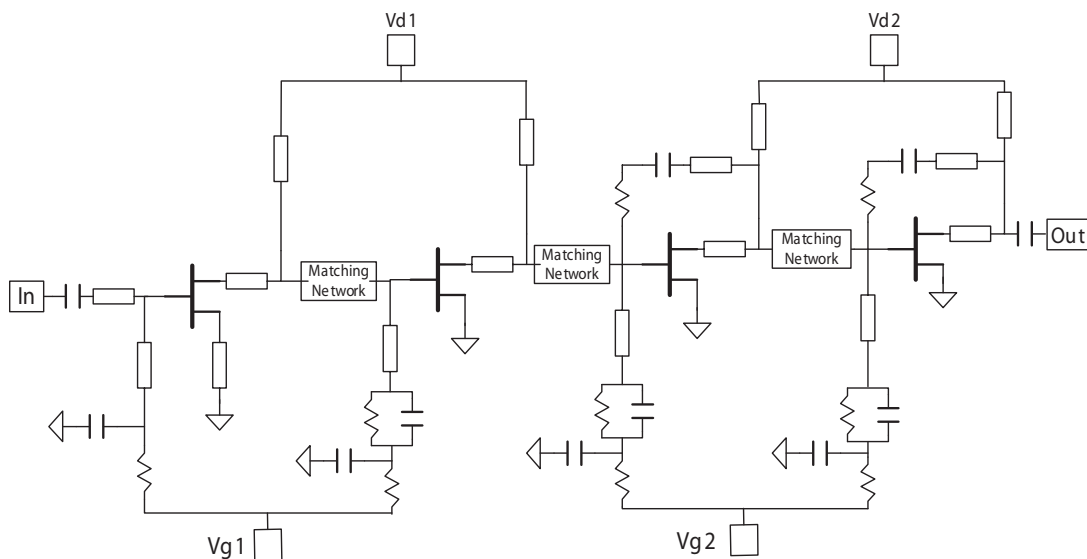 Vd1
Vd2
In
Matching
Network
Matching
Network
Matching
Network
Out
Vg1
Vg2